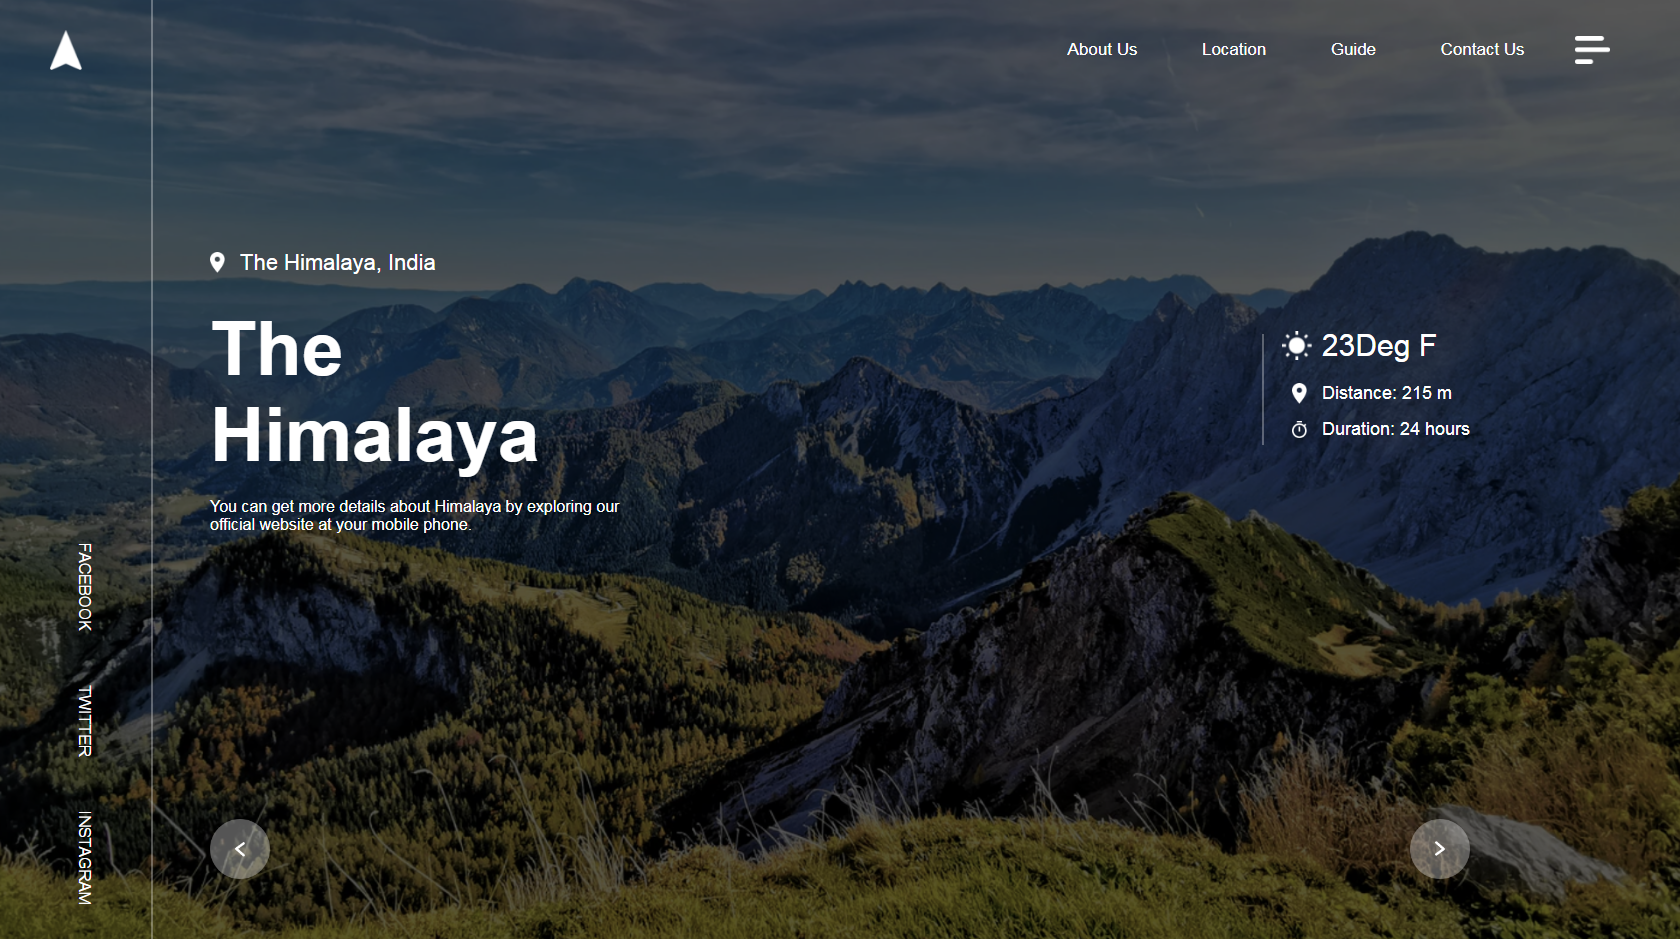 About Us
Location
Guide
Contact Us
The Himalaya, India
The
Himalaya
You can get more details about Himalaya by exploring our
official website at your mobile phone.
23Deg F
Distance: 215 m
Duration: 24 hours
FACEBOOK
TWITTER
INSTAGRAM